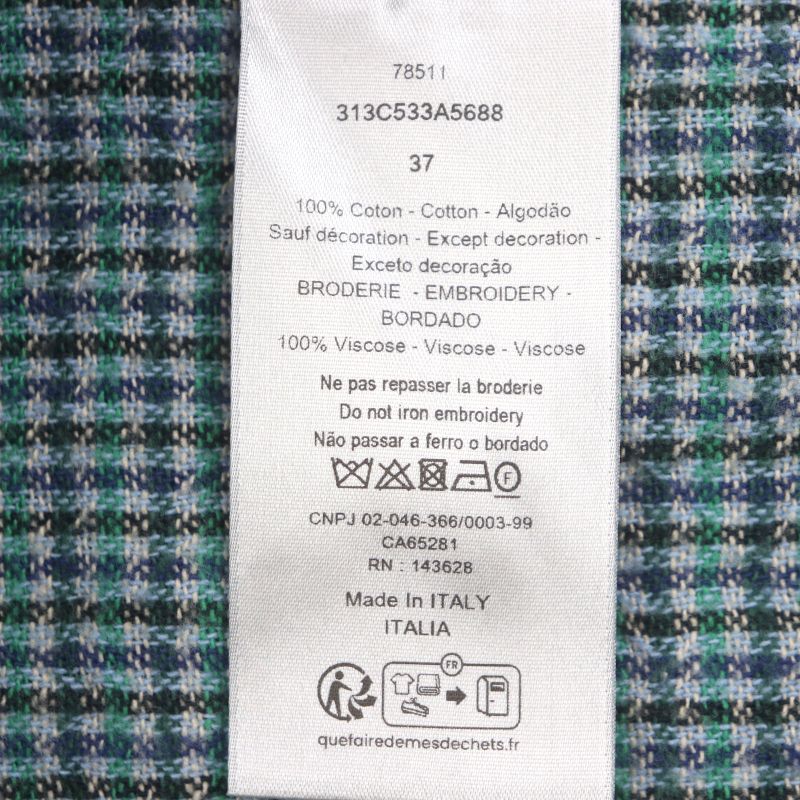 78511
313C533A5688
37
100% Coton - Cotton - Algodão
Sauf décoration - Except decoration -
Exceto decoração
BRODERIE - EMBROIDERY -
BORDADO
100% Viscose - Viscose - Viscose
Ne pas repasser la broderie
Do not iron embroidery
Não passar a ferro o bordado
F
CNPJ 02-046-366/0003-99
CA65281
RN : 143628
Made In ITALY
ITALIA
FR
quefairedemesdechets.fr